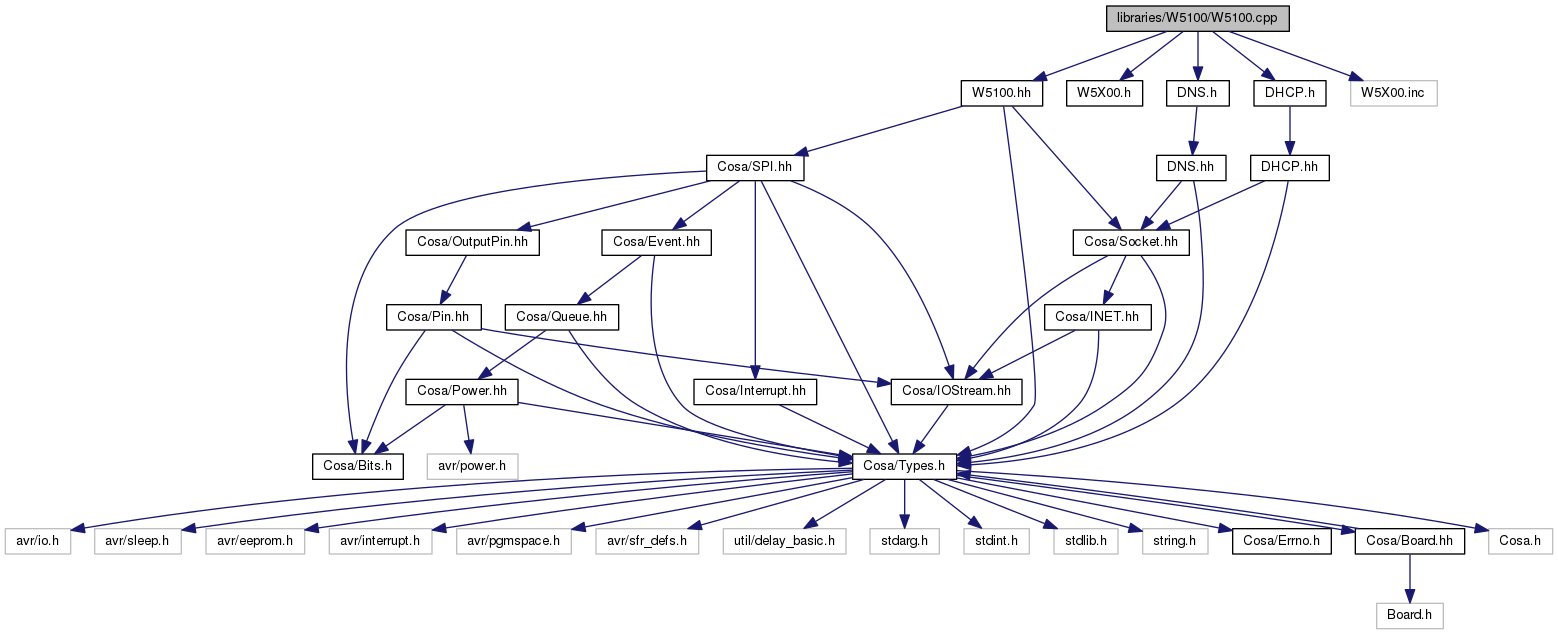 libraries/W5100/W5100.cpp
W5100.hh
W5X00.h
DNS.h
DHCP.h
W5X00.inc
Cosa/SPI.hh
DNS.hh
DHCP.hh
Cosa/OutputPin.hh
Cosa/Event.hh
Cosa/Socket.hh
Cosa/Pin.hh
Cosa/Queue.hh
Cosa/INET.hh
Cosa/Power.hh
Cosa/Interrupt.hh
Cosa/IOStream.hh
Cosa/Bits.h
avr/power.h
Cosa/Types.h
avr/io.h
avr/sleep.h
avr/eeprom.h
avr/interrupt.h
avr/pgmspace.h
avr/sfr_defs.h
util/delay_basic.h
stdarg.h
stdint.h
stdlib.h
string.h
Cosa/Errno.h
Cosa/Board.hh
Cosa.h
Board.h